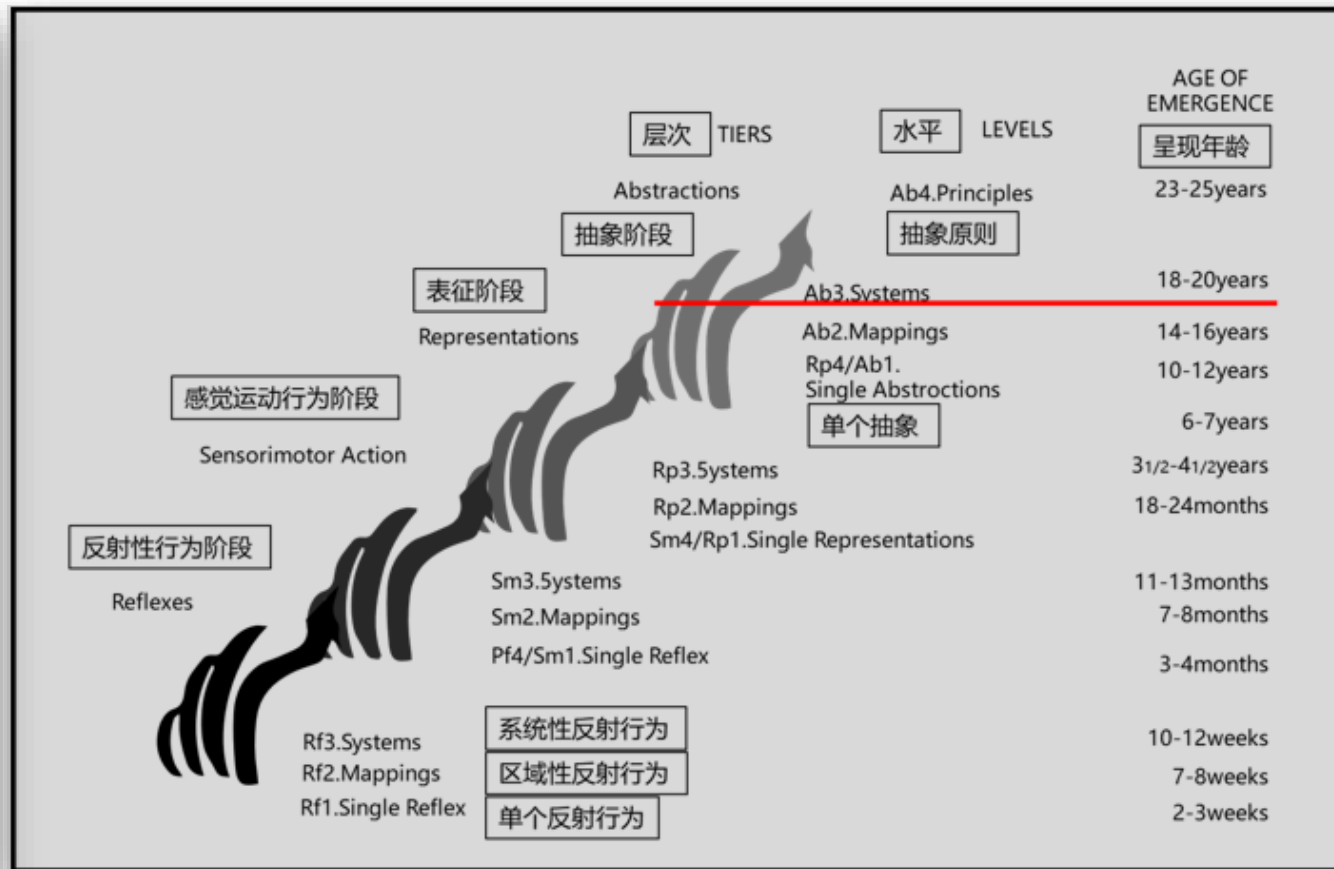 AGE OF
EMERGENCE
层次 TIERS
水平 LEVELS
呈现年龄
Abstractions
Ab4.Principles
23-25years
抽象阶段
抽象原则
表征阶段
Ab3.Systems
18-20years
Representations
Ab2.Mappings
14-16years
Rp4/Ab1.
Single Abstroctions
10-12years
感觉运动行为阶段
单个抽象
6-7years
Sensorimotor Action
Rp3.5ystems
31/2-41/2years
Rp2.Mappings
18-24months
反射性行为阶段
Sm4/Rp1.Single Representations
Reflexes
Sm3.5ystems
11-13months
Sm2.Mappings
7-8months
Pf4/Sm1.Single Reflex
3-4months
Rf3.Systems
系统性反射行为
10-12weeks
Rf2.Mappings
区域性反射行为
7-8weeks
Rf1.Single Reflex
单个反射行为
2-3weeks